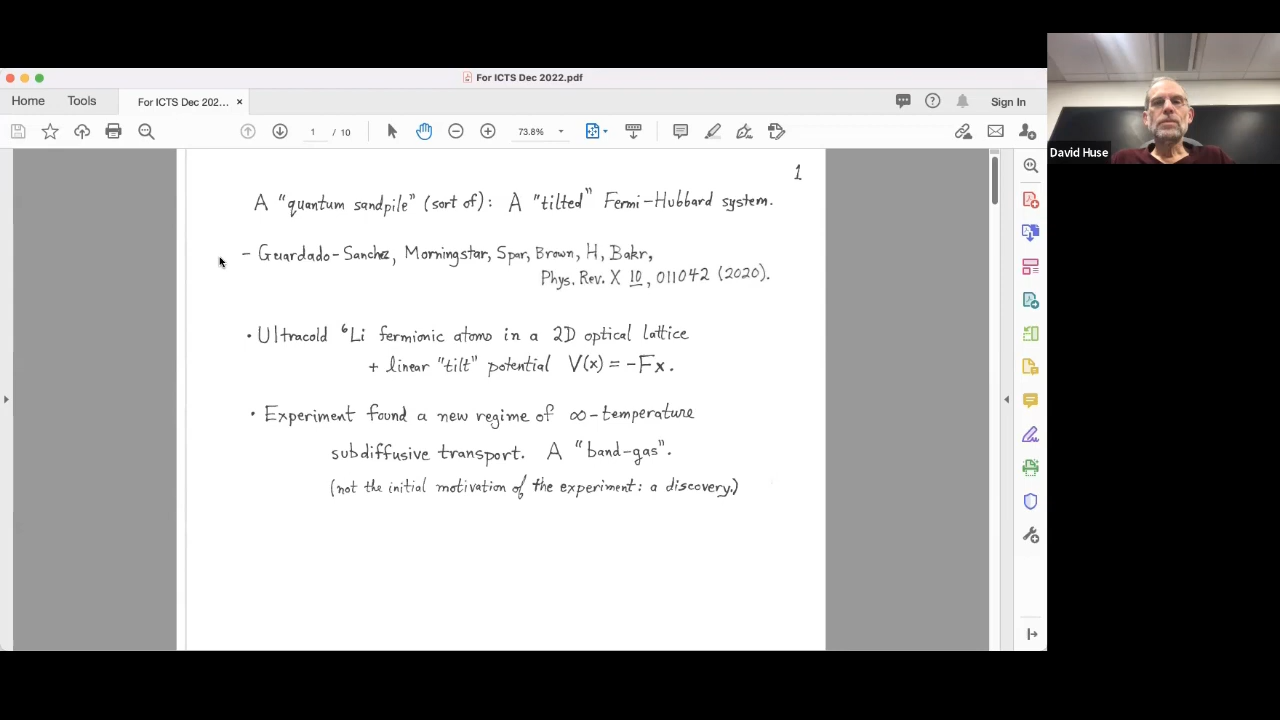 For ICTS Dec 2022.pdf
Home
Tools
For ICTS Dec 202... ×
Sign In
1 / 10
73.8%
1
A "quantum sandpile" (sort of): A "tilted" Fermi-Hubbard system.
- Guardado-Sanchez, Morningstar, Spar, Brown, H, Bakr,
Phys. Rev. X 10, 011042 (2020).
• Ultracold ⁶Li fermionic atoms in a 2D optical lattice
+ linear "tilt" potential V(x) = -Fx.
• Experiment found a new regime of ∞-temperature
subdiffusive transport. A "band-gas".
(not the initial motivation of the experiment: a discovery.)
David Huse